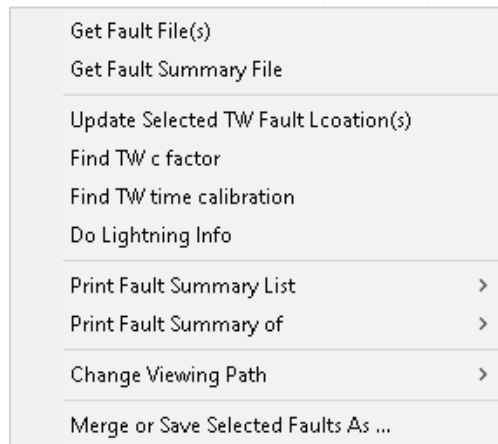 Get Fault File(s)
Get Fault Summary File
Update Selected TW Fault Lcoation(s)
Find TW c factor
Find TW time calibration
Do Lightning Info
Print Fault Summary List
Print Fault Summary of
Change Viewing Path
Merge or Save Selected Faults As ...